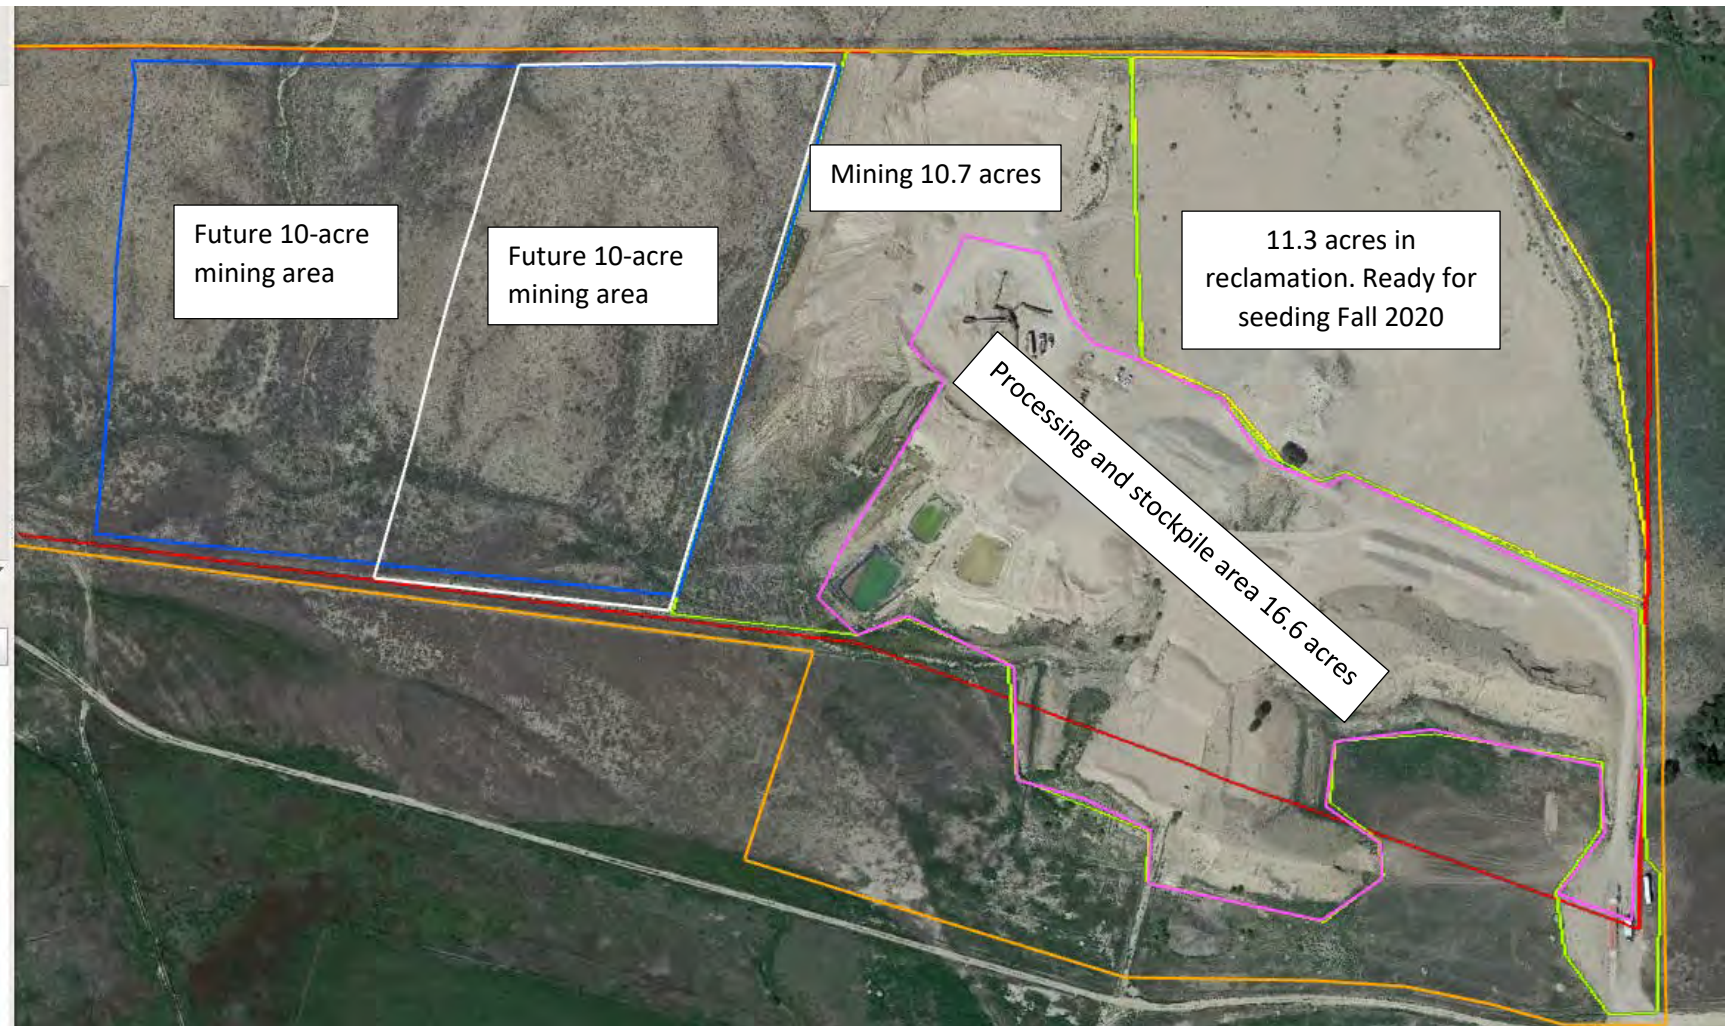 Mining 10.7 acres
Future 10-acre
mining area
Future 10-acre
mining area
11.3 acres in
reclamation. Ready for
seeding Fall 2020
Processing and stockpile area 16.6 acres